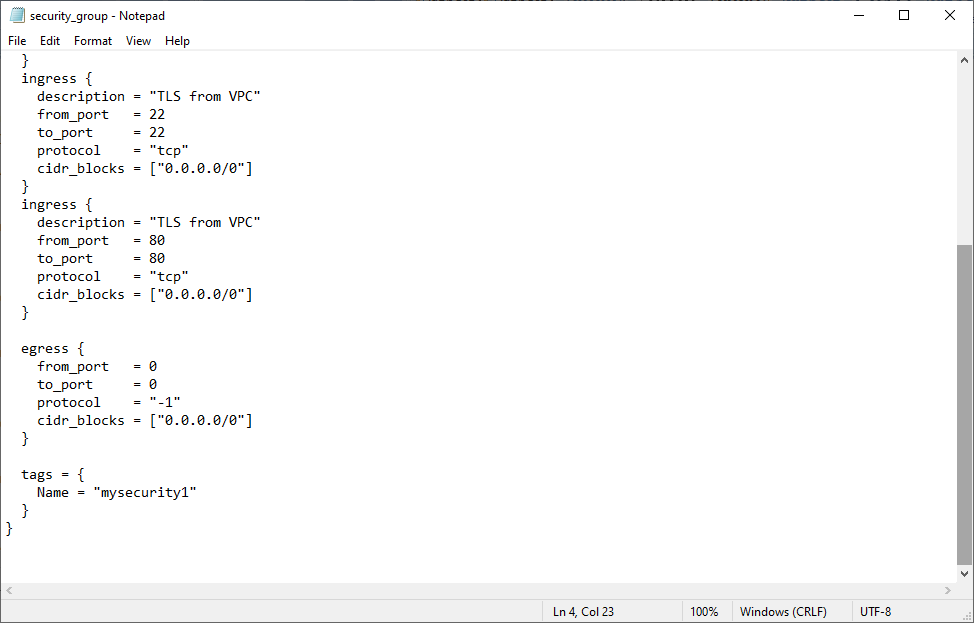 security_group - Notepad
File Edit Format View Help
  }
  ingress {
    description = "TLS from VPC"
    from_port   = 22
    to_port     = 22
    protocol    = "tcp"
    cidr_blocks = ["0.0.0.0/0"]
  }
  ingress {
    description = "TLS from VPC"
    from_port   = 80
    to_port     = 80
    protocol    = "tcp"
    cidr_blocks = ["0.0.0.0/0"]
  }

  egress {
    from_port   = 0
    to_port     = 0
    protocol    = "-1"
    cidr_blocks = ["0.0.0.0/0"]
  }

  tags = {
    Name = "mysecurity1"
  }
}
Ln 4, Col 23 100% Windows (CRLF) UTF-8